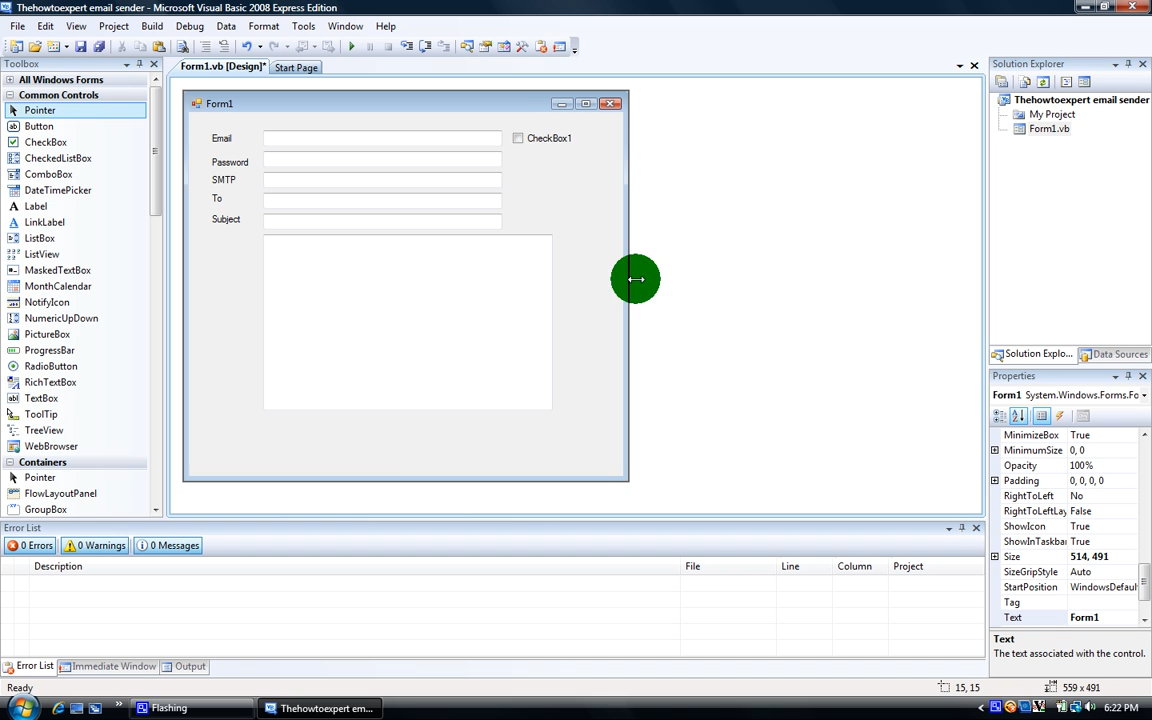 Thehowtoexpert email sender - Microsoft Visual Basic 2008 Express Edition
File Edit View Project Build Debug Data Format Tools Window Help
Toolbox
All Windows Forms
Common Controls
Pointer
Button
CheckBox
CheckedListBox
ComboBox
DateTimePicker
Label
LinkLabel
ListBox
ListView
MaskedTextBox
MonthCalendar
NotifyIcon
NumericUpDown
PictureBox
ProgressBar
RadioButton
RichTextBox
TextBox
ToolTip
TreeView
WebBrowser
Containers
Pointer
FlowLayoutPanel
GroupBox
Form1.vb [Design]* Start Page
Form1
Email CheckBox1
Password
SMTP
To
Subject
Solution Explorer
Thehowtoexpert email sender
My Project
Form1.vb
Solution Explo... Data Sources
Properties
Form1 System.Windows.Forms.Fo
MinimizeBox True
MinimumSize 0, 0
Opacity 100%
Padding 0, 0, 0, 0
RightToLeft No
RightToLeftLay False
ShowIcon True
ShowInTaskbar True
Size 514, 491
SizeGripStyle Auto
StartPosition WindowsDefaul
Tag
Text Form1
Text
The text associated with the control.
Error List
0 Errors 0 Warnings 0 Messages
Description File Line Column Project
Error List Immediate Window Output
Ready 15, 15 559 x 491
Flashing Thehowtoexpert em... 6:22 PM